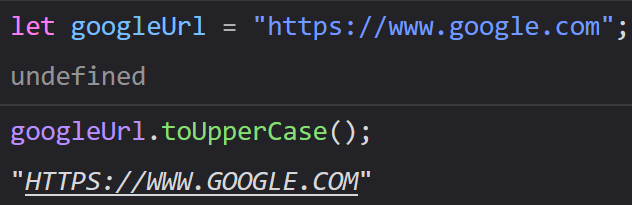 let googleUrl = "https://www.google.com";
undefined
googleUrl.toUpperCase();
"HTTPS://WWW.GOOGLE.COM"